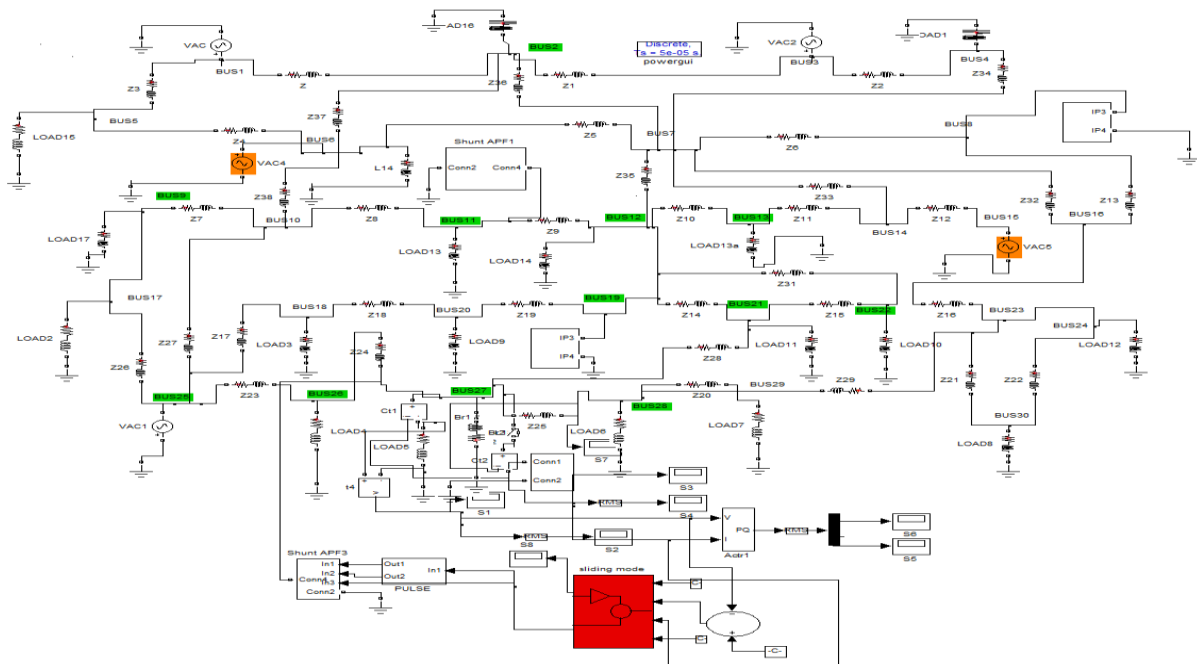 AD16
BUS2
VAC
Discrete,
Ts = 5e-05 s
powergui
VAC2
OAD1
BUS1
Z
Z1
BUS3
Z2
BUS4
Z3
Z36
Z34
Z37
LOAD15
BUS5
Z4
BUS6
Z5
BUS7
BUS8
IP3
IP4
Z6
VAC4
L14
Shunt APF1
Conn2
Conn4
Z35
Z33
Z32
Z13
Z38
BUS9
Z7
BUS10
Z8
BUS11
Z9
BUS12
Z10
BUS13
Z11
BUS14
Z12
BUS15
BUS16
VAC5
LOAD17
LOAD13
LOAD14
LOAD13a
Z31
BUS17
BUS18
Z18
BUS20
Z19
BUS19
Z14
BUS21
Z15
BUS22
Z16
BUS23
BUS24
LOAD2
Z17
Z27
LOAD3
Z24
LOAD9
IP3
IP4
LOAD11
LOAD10
LOAD12
Z28
Z26
Z21
Z22
BUS25
Z23
BUS26
BUS27
BUS28
Z20
BUS29
Z29
BUS30
VAC1
LOAD4
Ct1
LOAD5
Br1
Z25
LOAD6
LOAD7
LOAD8
Ct2
Conn1
Conn2
S7
S3
t4
S1
RMS
S4
V
I
PQ
Actr1
RMS
S6
S5
RMS
S8
S2
Shunt APF3
In1
In2
In3
Conn1
Conn2
Out1
Out2
In1
PULSE
sliding mode
C
C
-C-